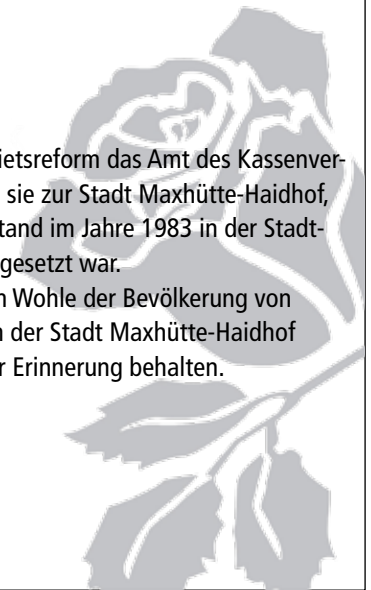 ietsreform das Amt des Kassenver-
sie zur Stadt Maxhütte-Haidhof,
tand im Jahre 1983 in der Stadt-
gesetzt war.
n Wohle der Bevölkerung von
n der Stadt Maxhütte-Haidhof
r Erinnerung behalten.